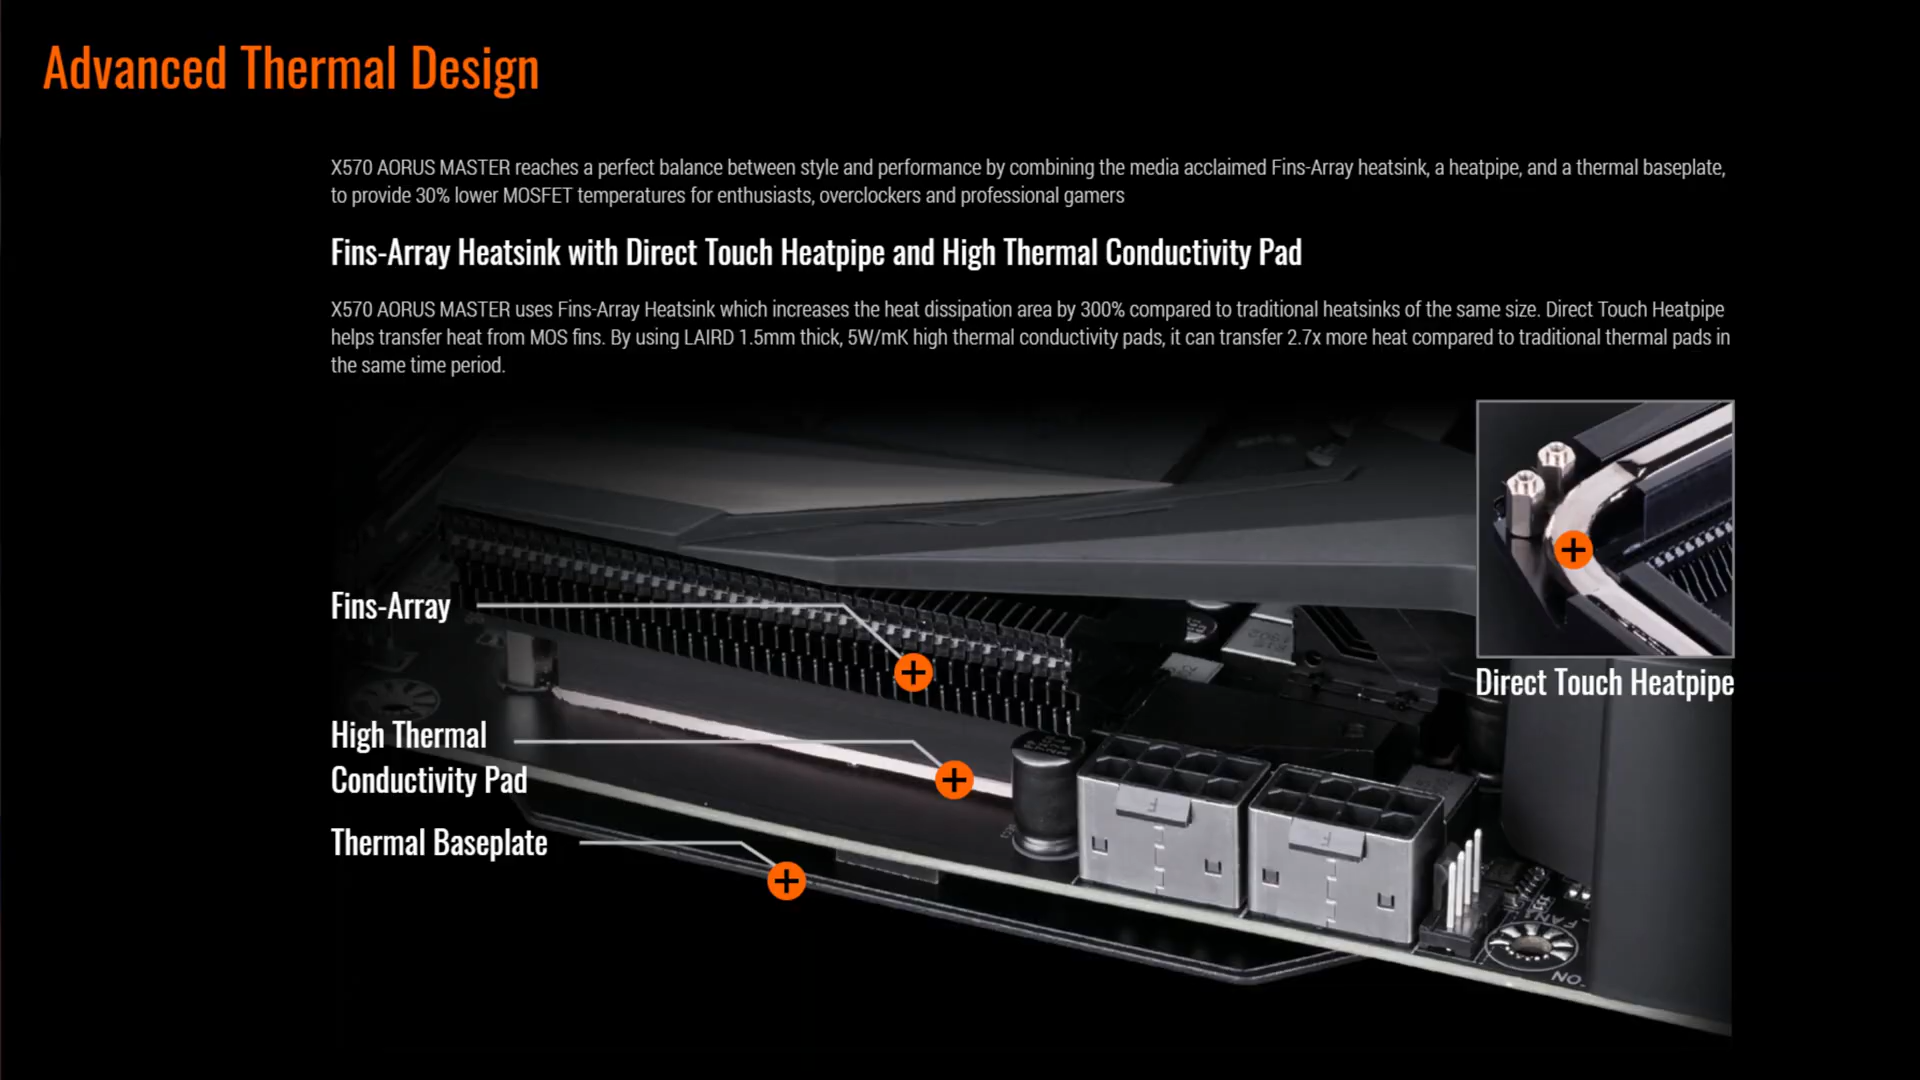 Advanced Thermal Design
X570 AORUS MASTER reaches a perfect balance between style and performance by combining the media acclaimed Fins-Array heatsink, a heatpipe, and a thermal baseplate,
to provide 30% lower MOSFET temperatures for enthusiasts, overclockers and professional gamers
Fins-Array Heatsink with Direct Touch Heatpipe and High Thermal Conductivity Pad
X570 AORUS MASTER uses Fins-Array Heatsink which increases the heat dissipation area by 300% compared to traditional heatsinks of the same size. Direct Touch Heatpipe
helps transfer heat from MOS fins. By using LAIRD 1.5mm thick, 5W/mK high thermal conductivity pads, it can transfer 2.7x more heat compared to traditional thermal pads in
the same time period.
Fins-Array
High Thermal
Conductivity Pad
Thermal Baseplate
Direct Touch Heatpipe